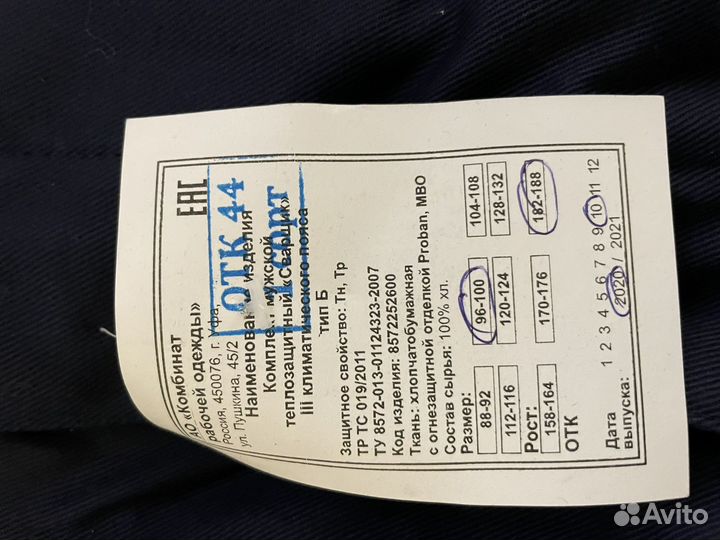 АО «Комбинат
рабочей одежды»
Россия, 450076, г. Уфа,
ул. Пушкина, 45/2
ЕАС
ОТК 44
1 сорт
изделия
мужской
теплозащитный «Сварщик»
III климатического пояса
тип Б
Защитное свойство: Тн, Тр
ТР ТС 019/2011
ТУ 8572-013-01124323-2007
Код изделия: 8572252600
Ткань: хлопчатобумажная
с огнезащитной отделкой Proban, МВО
Состав сырья: 100% хл.
Размер:
88-92 96-100 104-108
112-116 120-124 128-132
Рост:
158-164 170-176 182-188
ОТК
Дата
выпуска:
1 2 3 4 5 6 7 8 9 10 11 12
2020 / 2021
Avito